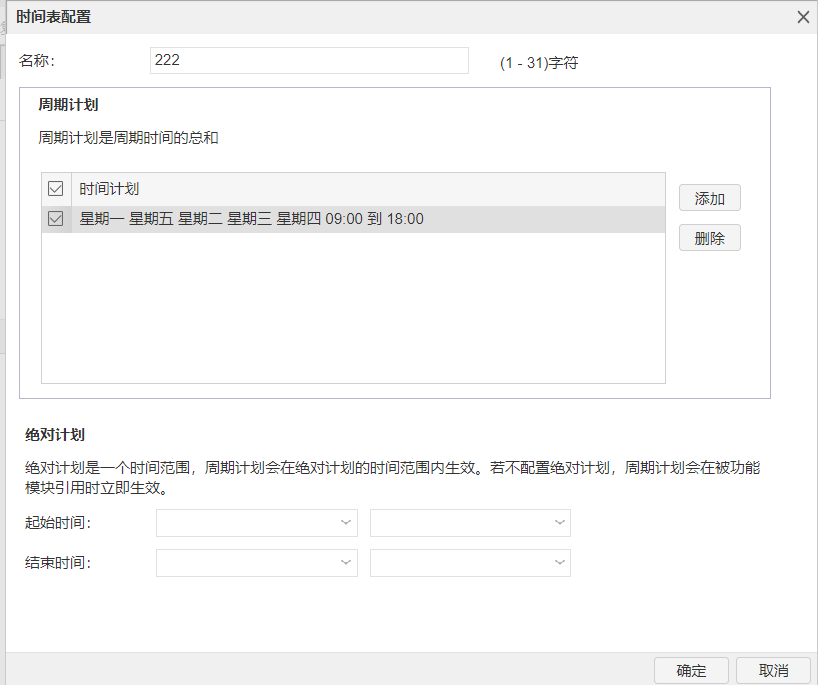 时间表配置
名称： 222 (1 - 31)字符
周期计划
周期计划是周期时间的总和
时间计划
添加
星期一 星期五 星期二 星期三 星期四 09:00 到 18:00
删除
绝对计划
绝对计划是一个时间范围，周期计划会在绝对计划的时间范围内生效。若不配置绝对计划，周期计划会在被功能
模块引用时立即生效。
起始时间：
结束时间：
确定 取消